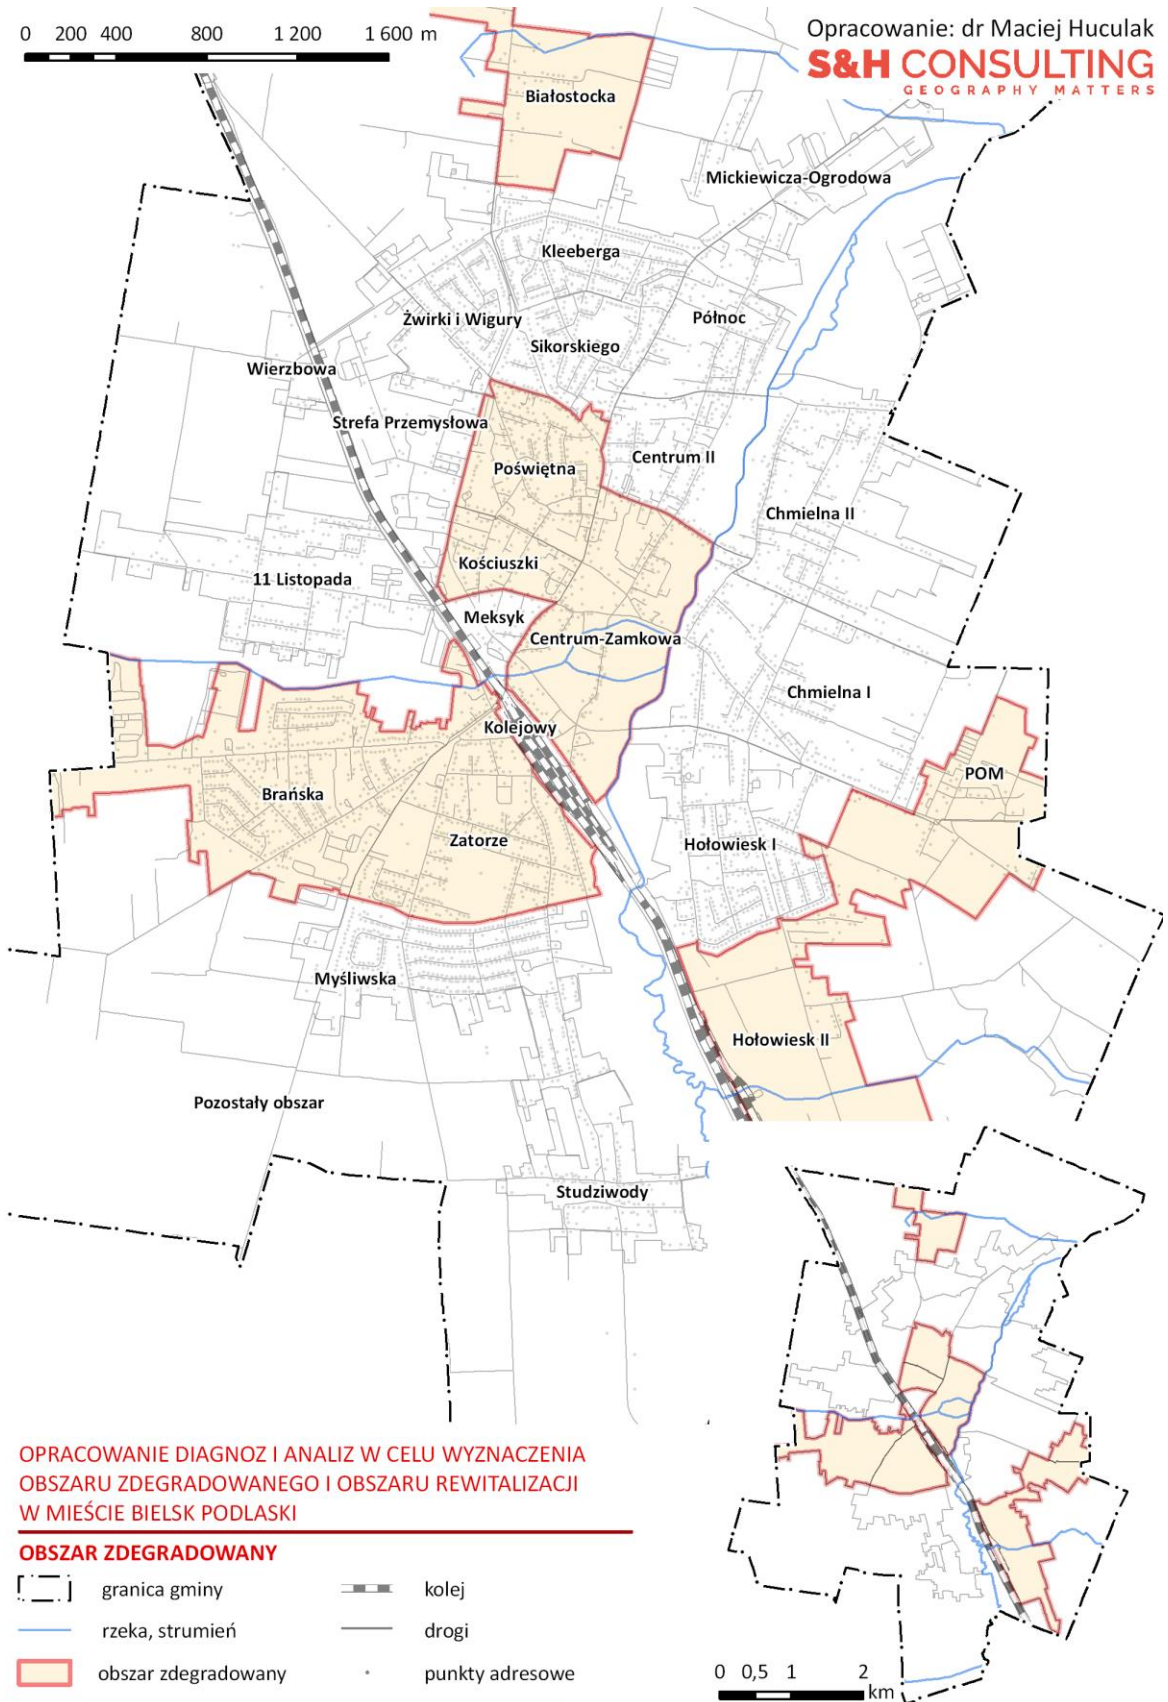 0 200 400 800 1 200 1 600 m
Opracowanie: dr Maciej Huculak
S&H CONSULTING
GEOGRAPHY MATTERS
Białostocka
Mickiewicza-Ogrodowa
Kleeberga
Żwirki i Wigury
Północ
Sikorskiego
Wierzbowa
Strefa Przemysłowa
Poświętna
Centrum II
Chmielna II
Kościuszki
11 Listopada
Meksyk
Centrum-Zamkowa
Chmielna I
Kolejowy
POM
Brańska
Zatorze
Hołowiesk I
Myśliwska
Hołowiesk II
Pozostały obszar
Studziwody
OPRACOWANIE DIAGNOZ I ANALIZ W CELU WYZNACZENIA
OBSZARU ZDEGRADOWANEGO I OBSZARU REWITALIZACJI
W MIEŚCIE BIELSK PODLASKI
OBSZAR ZDEGRADOWANY
granica gminy
kolej
rzeka, strumień
drogi
obszar zdegradowany
punkty adresowe
0 0,5 1 2
km